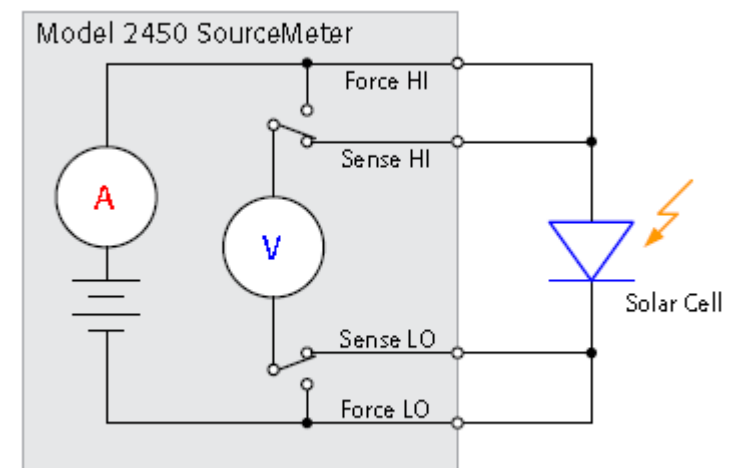 Model 2450 SourceMeter
Force HI
Sense HI
A
V
Solar Cell
Sense LO
Force LO